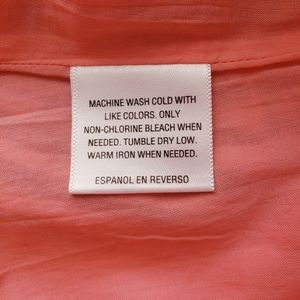 MACHINE WASH COLD WITH
LIKE COLORS. ONLY
NON-CHLORINE BLEACH WHEN
NEEDED. TUMBLE DRY LOW.
WARM IRON WHEN NEEDED.
ESPANOL EN REVERSO